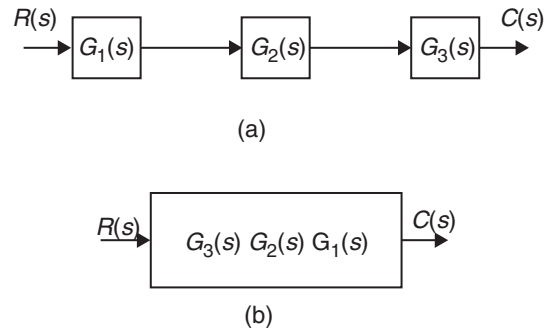 R(s) C(s)
G₁(s) G₂(s) G₃(s)
(a)
R(s) C(s)
G₃(s) G₂(s) G₁(s)
(b)